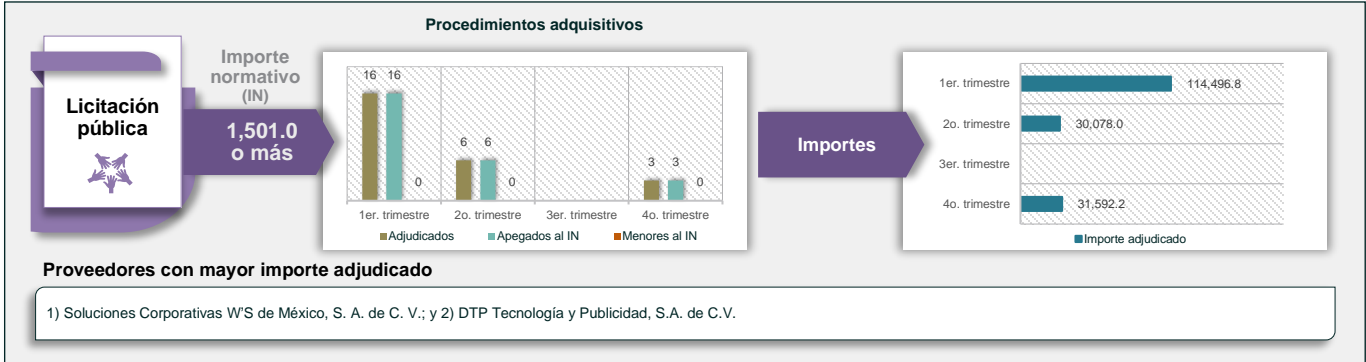 Procedimientos adquisitivos
Licitación
pública
Importe
normativo
(IN)
1,501.0
o más
16 16
0
6 6
0
3 3
0
1er. trimestre 2o. trimestre 3er. trimestre 4o. trimestre
Adjudicados Apegados al IN Menores al IN
Importes
1er. trimestre 114,496.8
2o. trimestre 30,078.0
3er. trimestre
4o. trimestre 31,592.2
Importe adjudicado
Proveedores con mayor importe adjudicado
1) Soluciones Corporativas W'S de México, S. A. de C. V.; y 2) DTP Tecnología y Publicidad, S.A. de C.V.